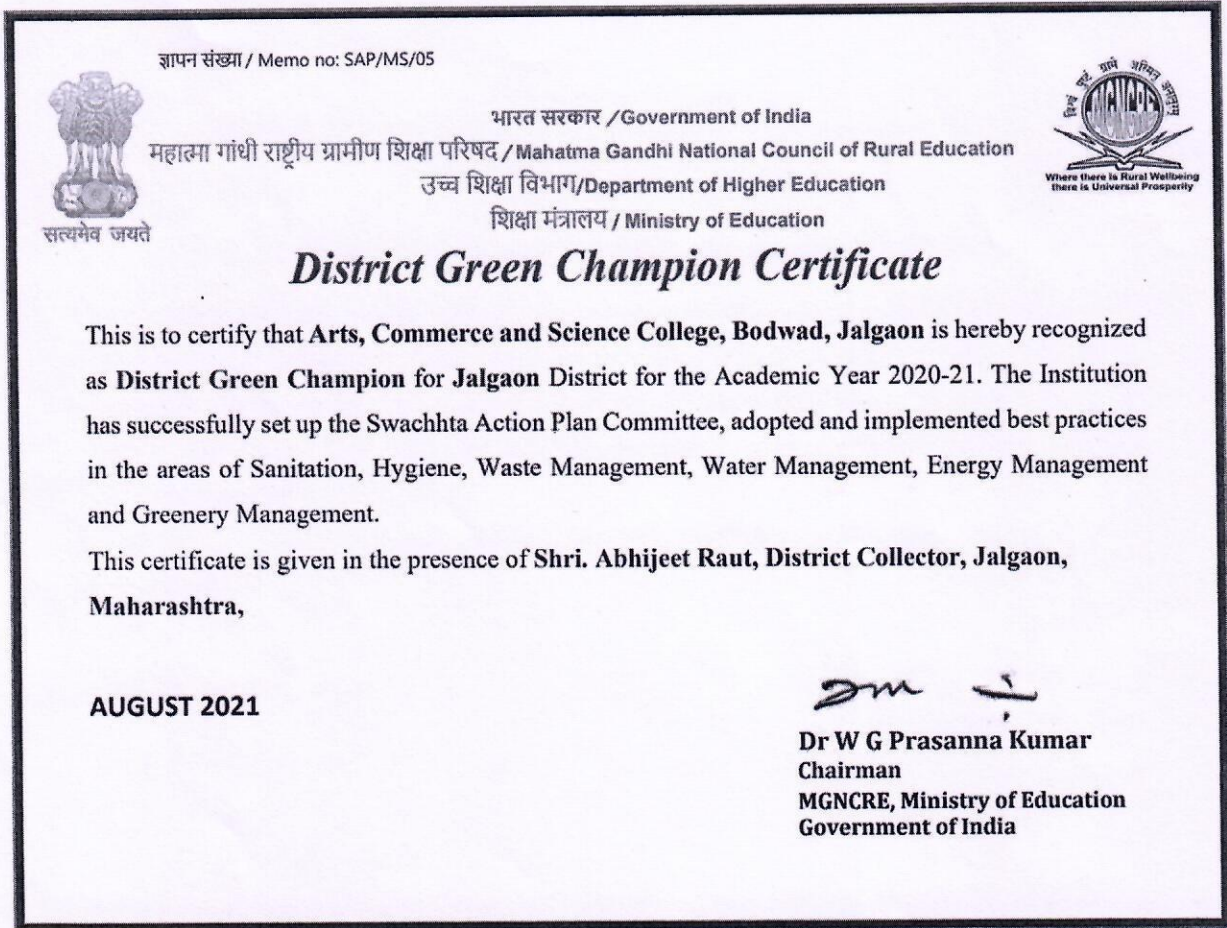 ज्ञापन संख्या / Memo no: SAP/MS/05
भारत सरकार /Government of India
महात्मा गांधी राष्ट्रीय ग्रामीण शिक्षा परिषद / Mahatma Gandhi National Council of Rural Education
उच्च शिक्षा विभाग/Department of Higher Education
शिक्षा मंत्रालय / Ministry of Education
सत्यमेव जयते
MGNCRE
Where there is Rural Wellbeing
there is Universal Prosperity
District Green Champion Certificate
This is to certify that Arts, Commerce and Science College, Bodwad, Jalgaon is hereby recognized
as District Green Champion for Jalgaon District for the Academic Year 2020-21. The Institution
has successfully set up the Swachhta Action Plan Committee, adopted and implemented best practices
in the areas of Sanitation, Hygiene, Waste Management, Water Management, Energy Management
and Greenery Management.
This certificate is given in the presence of Shri. Abhijeet Raut, District Collector, Jalgaon,
Maharashtra,
AUGUST 2021
Dr W G Prasanna Kumar
Chairman
MGNCRE, Ministry of Education
Government of India